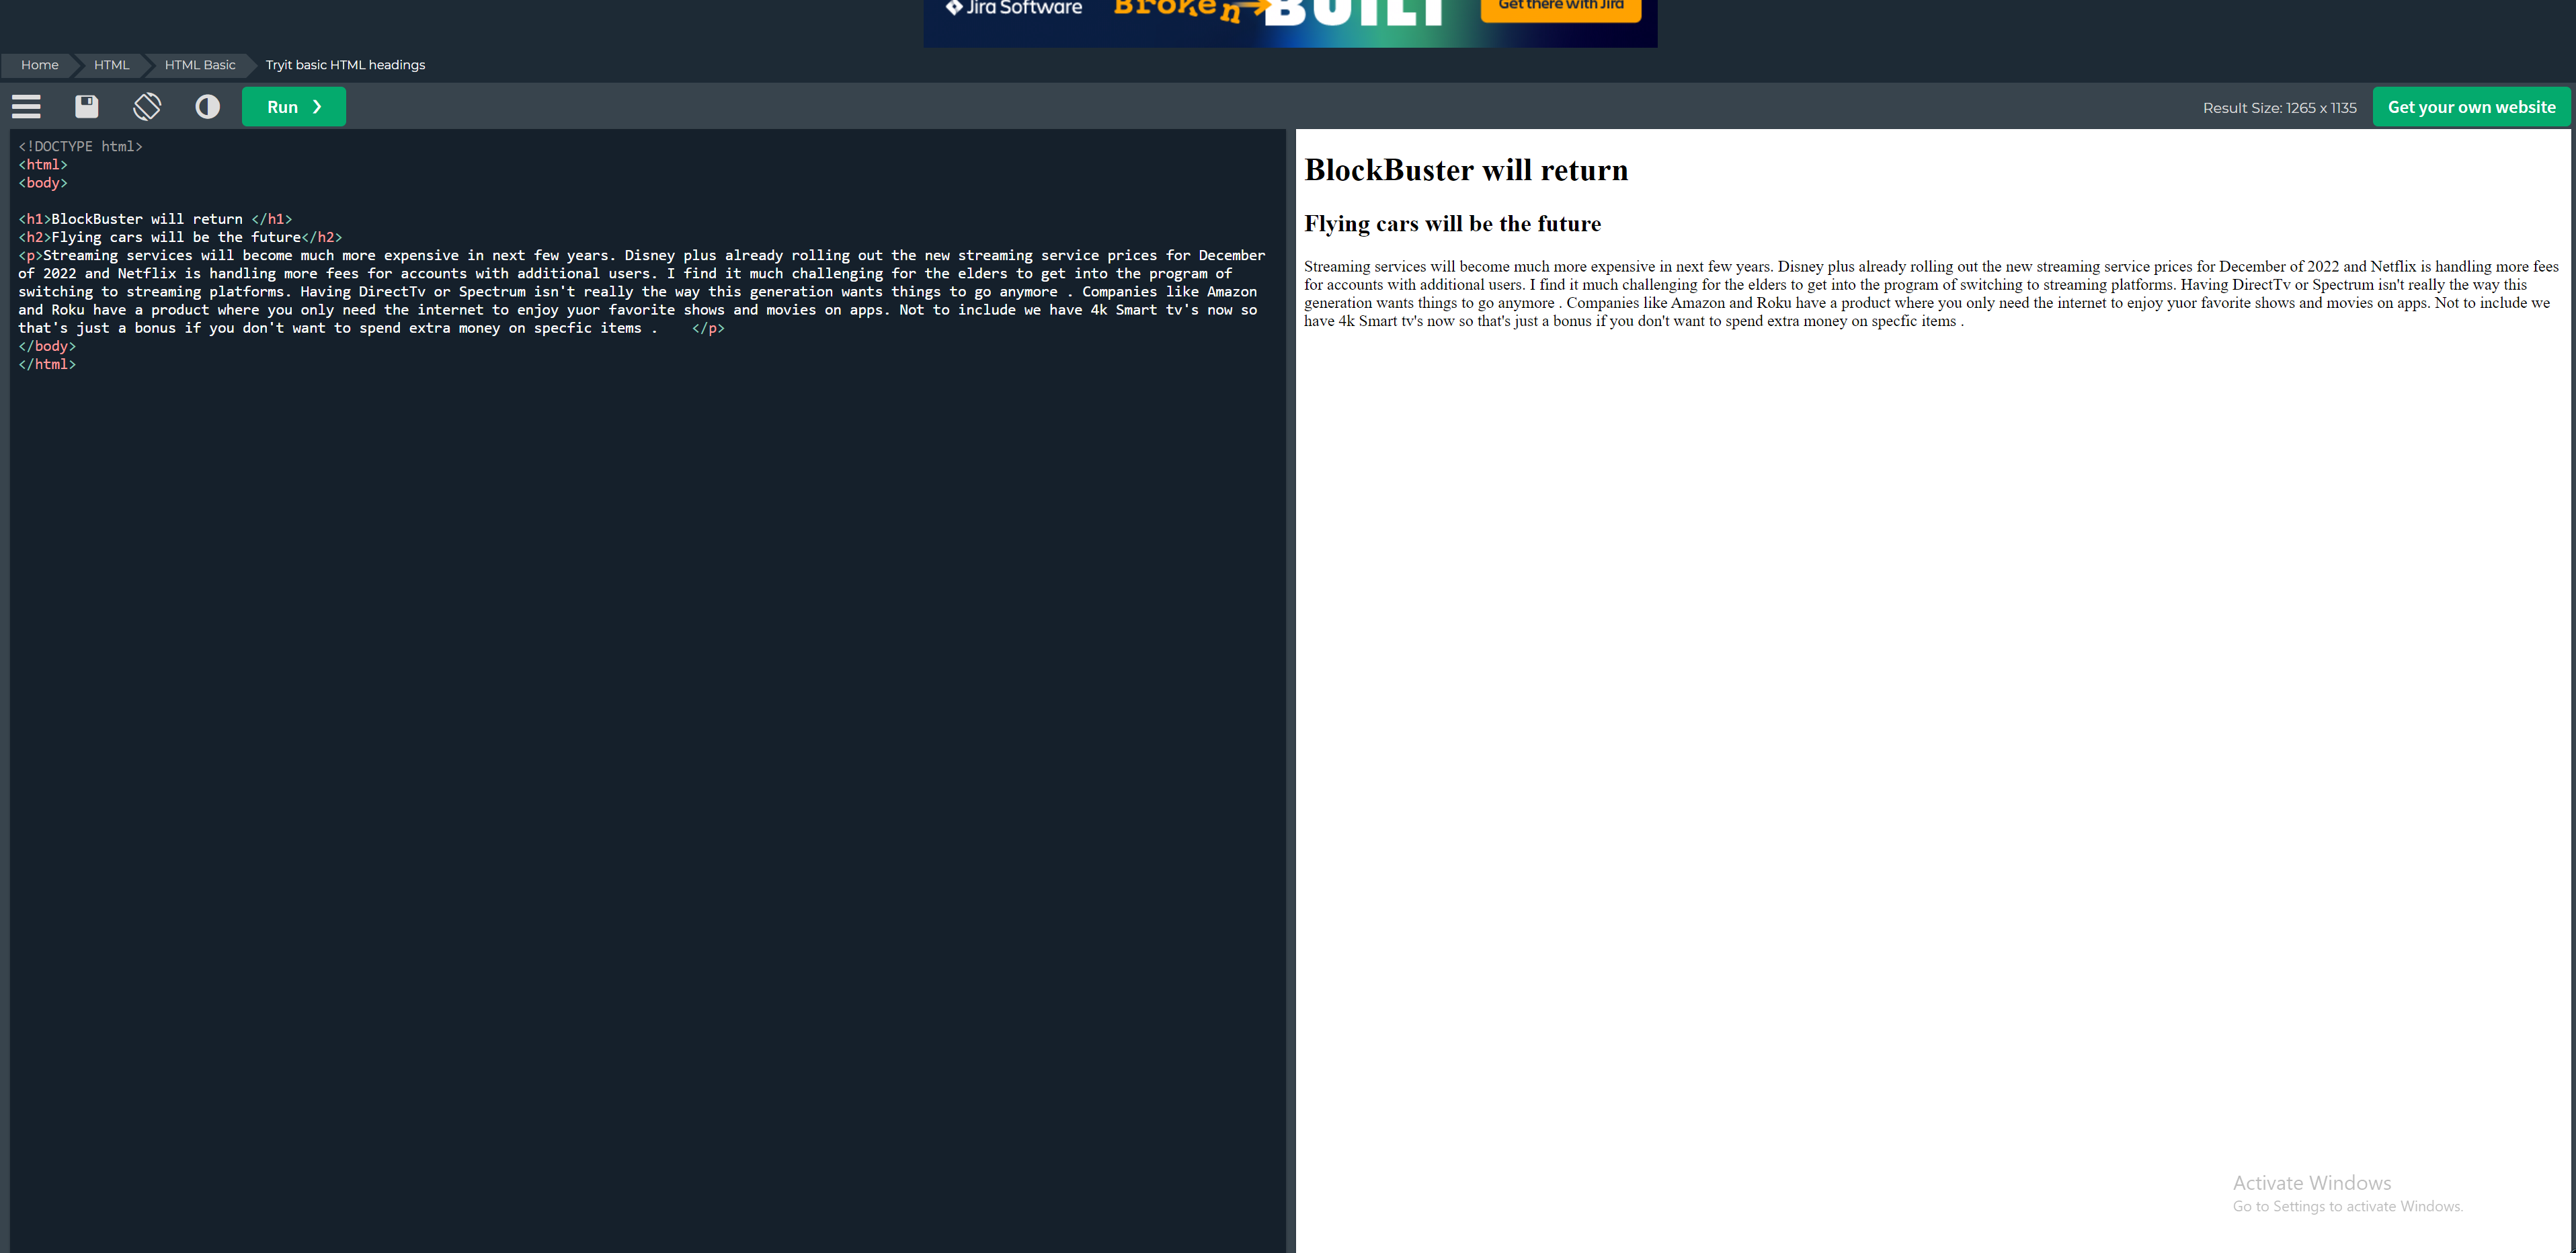 Jira Software Broken BUILT Get there with Jira
Home HTML HTML Basic Tryit basic HTML headings
Run ❯ Result Size: 1265 x 1135 Get your own website
<!DOCTYPE html>
<html>
<body>
<h1>BlockBuster will return </h1>
<h2>Flying cars will be the future</h2>
<p>Streaming services will become much more expensive in next few years. Disney plus already rolling out the new streaming service prices for December
of 2022 and Netflix is handling more fees for accounts with additional users. I find it much challenging for the elders to get into the program of
switching to streaming platforms. Having DirectTv or Spectrum isn't really the way this generation wants things to go anymore . Companies like Amazon
and Roku have a product where you only need the internet to enjoy yuor favorite shows and movies on apps. Not to include we have 4k Smart tv's now so
that's just a bonus if you don't want to spend extra money on specfic items .    </p>
</body>
</html>
BlockBuster will return
Flying cars will be the future
Streaming services will become much more expensive in next few years. Disney plus already rolling out the new streaming service prices for December of 2022 and Netflix is handling more fees
for accounts with additional users. I find it much challenging for the elders to get into the program of switching to streaming platforms. Having DirectTv or Spectrum isn't really the way this
generation wants things to go anymore . Companies like Amazon and Roku have a product where you only need the internet to enjoy yuor favorite shows and movies on apps. Not to include we
have 4k Smart tv's now so that's just a bonus if you don't want to spend extra money on specfic items .
Activate Windows
Go to Settings to activate Windows.